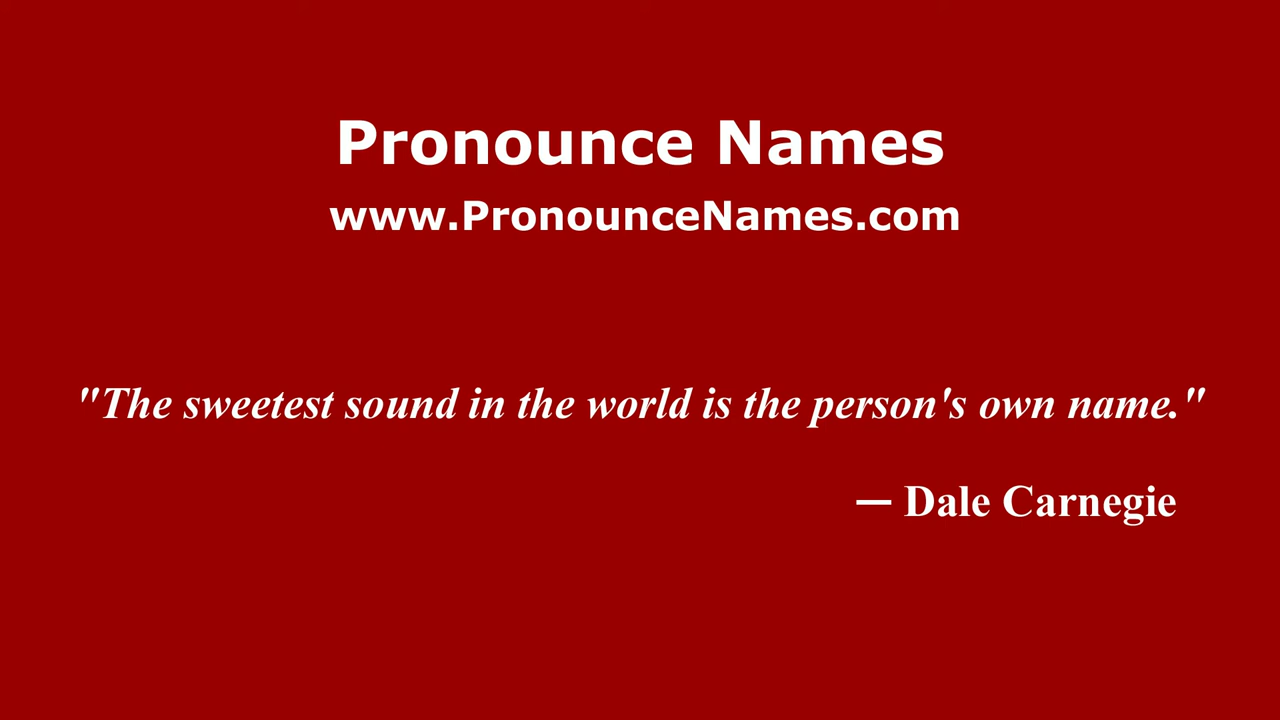 Pronounce Names
www.PronounceNames.com
"The sweetest sound in the world is the person's own name."
— Dale Carnegie